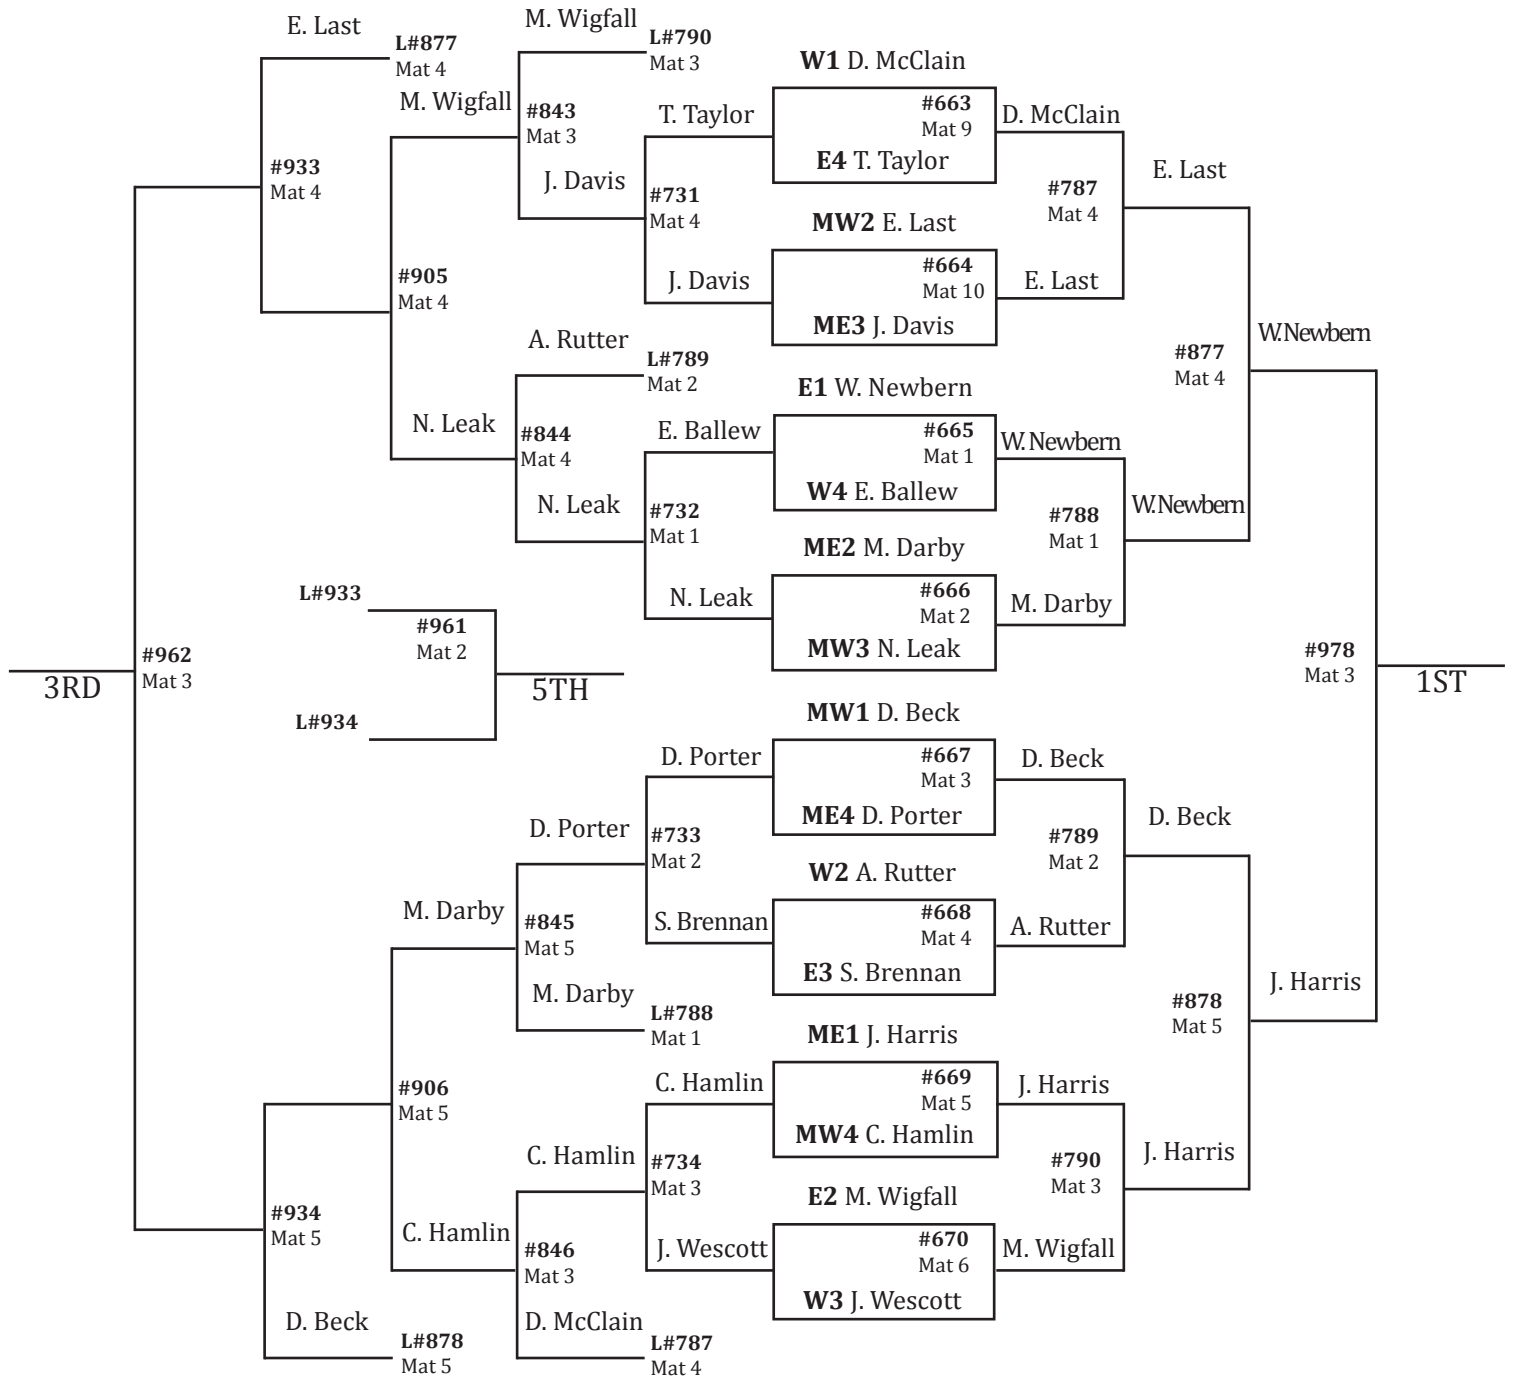 E. Last
L#877
Mat 4
#933
Mat 4
M. Wigfall
L#790
Mat 3
M. Wigfall
#843
Mat 3
J. Davis
T. Taylor
#731
Mat 4
J. Davis
#905
Mat 4
A. Rutter
L#789
Mat 2
N. Leak
#844
Mat 4
E. Ballew
N. Leak
#732
Mat 1
N. Leak
W1 D. McClain
#663
Mat 9
E4 T. Taylor
D. McClain
#787
Mat 4
E. Last
MW2 E. Last
#664
Mat 10
ME3 J. Davis
E. Last
E1 W. Newbern
#665
Mat 1
W4 E. Ballew
W.Newbern
#788
Mat 1
W.Newbern
ME2 M. Darby
#666
Mat 2
MW3 N. Leak
M. Darby
#877
Mat 4
W.Newbern
L#933
#961
Mat 2
5TH
L#934
#962
Mat 3
3RD
#978
Mat 3
1ST
MW1 D. Beck
#667
Mat 3
ME4 D. Porter
D. Beck
#789
Mat 2
D. Beck
W2 A. Rutter
#668
Mat 4
E3 S. Brennan
A. Rutter
ME1 J. Harris
#669
Mat 5
MW4 C. Hamlin
J. Harris
#790
Mat 3
J. Harris
E2 M. Wigfall
#670
Mat 6
W3 J. Wescott
M. Wigfall
#878
Mat 5
J. Harris
D. Porter
D. Porter
#733
Mat 2
S. Brennan
M. Darby
#845
Mat 5
M. Darby
L#788
Mat 1
#906
Mat 5
C. Hamlin
C. Hamlin
#734
Mat 3
J. Wescott
C. Hamlin
#846
Mat 3
D. McClain
L#787
Mat 4
#934
Mat 5
D. Beck
L#878
Mat 5